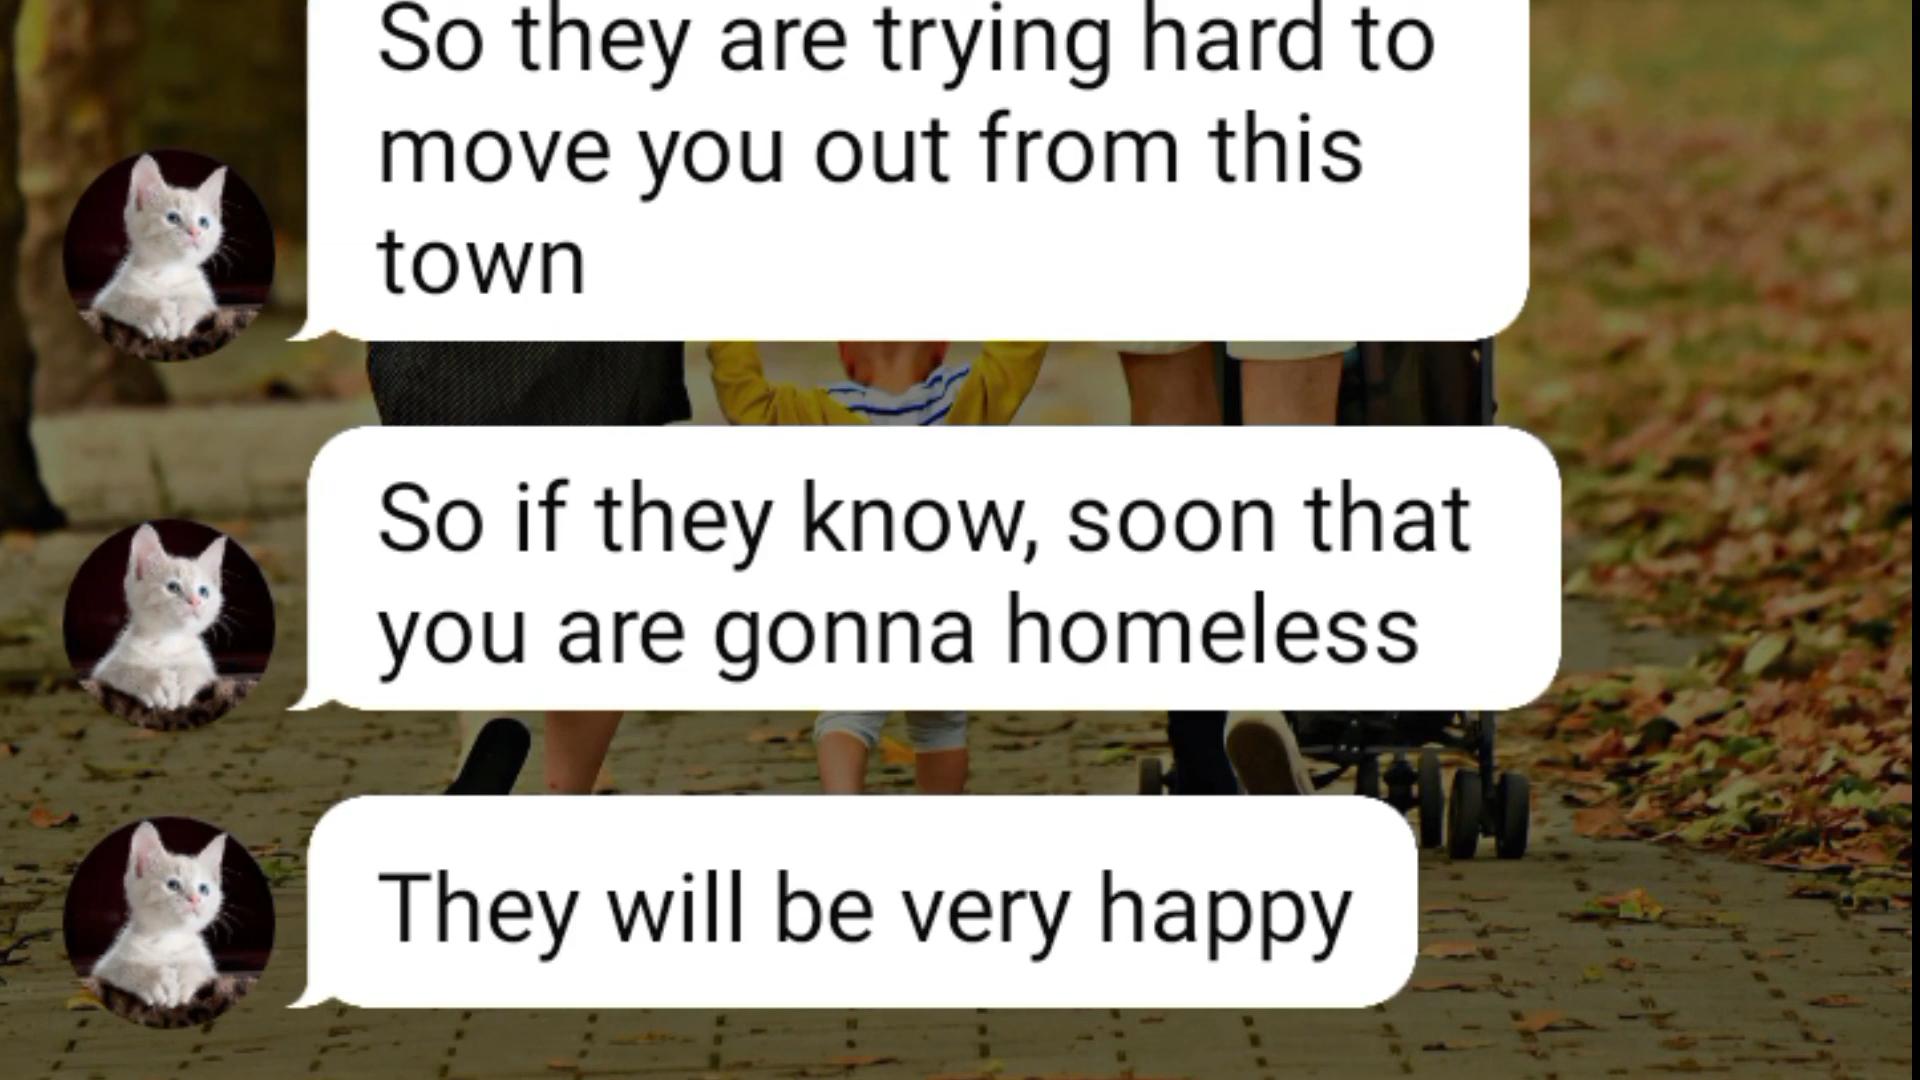 So they are trying hard to
move you out from this
town
So if they know, soon that
you are gonna homeless
They will be very happy